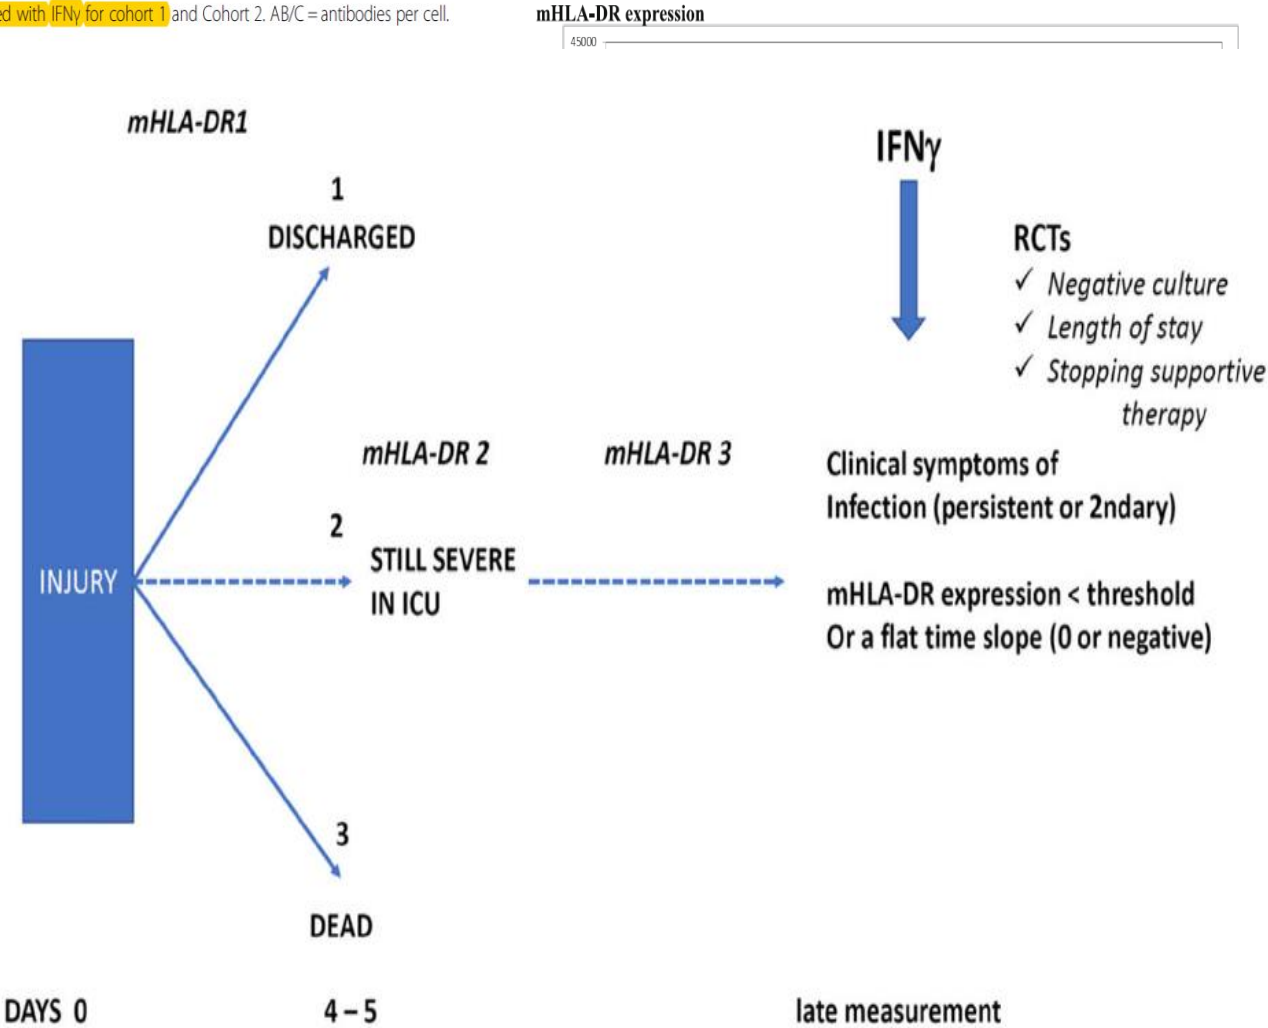 ed with IFNγ for cohort 1 and Cohort 2. AB/C = antibodies per cell.
mHLA-DR expression
45000
mHLA-DR1
1
DISCHARGED
IFNγ
RCTs
✓ Negative culture
✓ Length of stay
✓ Stopping supportive
therapy
mHLA-DR 2
mHLA-DR 3
Clinical symptoms of
Infection (persistent or 2ndary)
2
STILL SEVERE
IN ICU
INJURY
mHLA-DR expression < threshold
Or a flat time slope (0 or negative)
3
DEAD
DAYS 0
4 – 5
late measurement